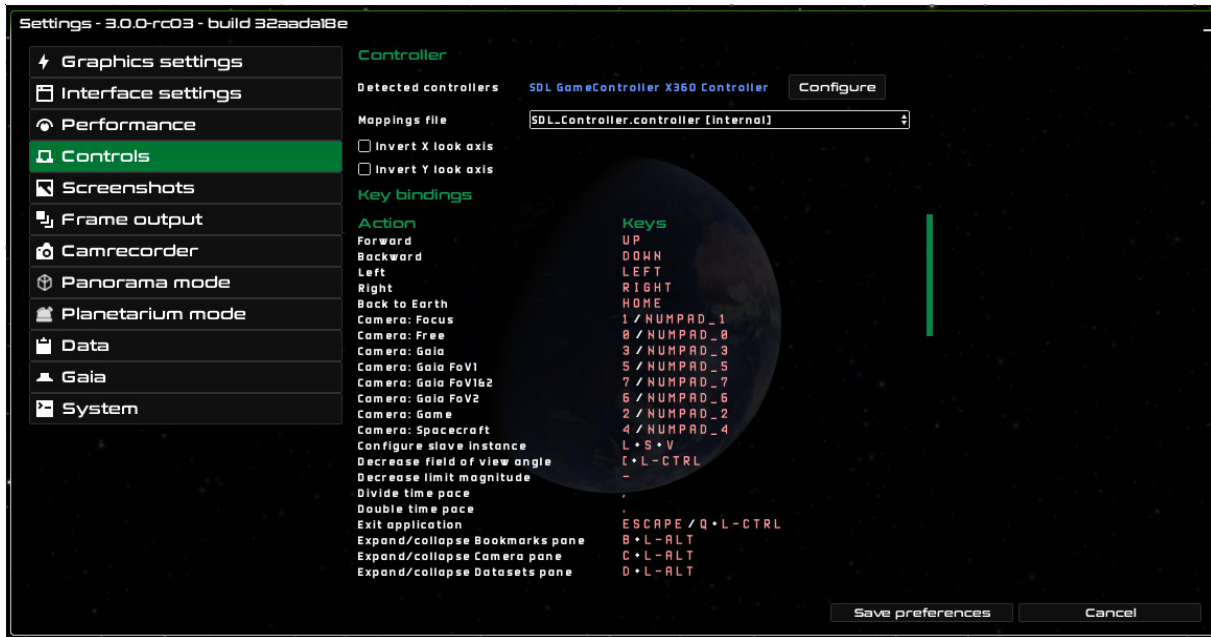 Settings - 3.0.0-rc03 - build 32aada18e
Graphics settings
Interface settings
Performance
Controls
Screenshots
Frame output
Camrecorder
Panorama mode
Planetarium mode
Data
Gaia
System
Controller
Detected controllers SDL GameController X360 Controller Configure
Mappings file SDL_Controller.controller [internal]
Invert X look axis
Invert Y look axis
Key bindings
Action Keys
Forward UP
Backward DOWN
Left LEFT
Right RIGHT
Back to Earth HOME
Camera: Focus 1 / NUMPAD_1
Camera: Free 0 / NUMPAD_0
Camera: Gaia 3 / NUMPAD_3
Camera: Gaia FoV1 5 / NUMPAD_5
Camera: Gaia FoV1&2 7 / NUMPAD_7
Camera: Gaia FoV2 6 / NUMPAD_6
Camera: Game 2 / NUMPAD_2
Camera: Spacecraft 4 / NUMPAD_4
Configure slave instance L + S + V
Decrease field of view angle [ + L-CTRL
Decrease limit magnitude -
Divide time pace ,
Double time pace .
Exit application ESCAPE / Q + L-CTRL
Expand/collapse Bookmarks pane B + L-ALT
Expand/collapse Camera pane C + L-ALT
Expand/collapse Datasets pane D + L-ALT
Save preferences Cancel